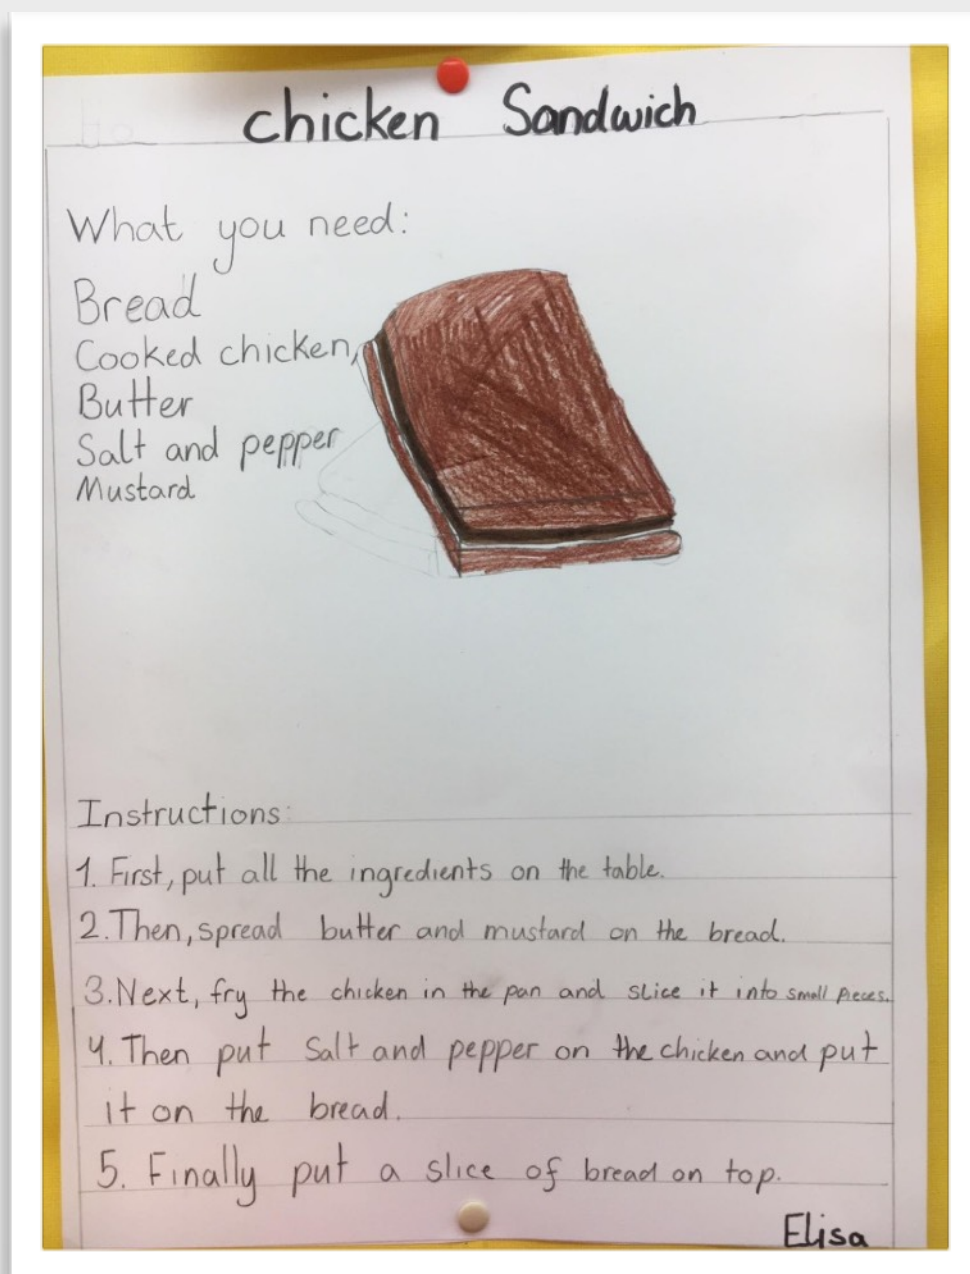 chicken Sandwich
What you need:
Bread
Cooked chicken,
Butter
Salt and pepper
Mustard
Instructions:
1. First, put all the ingredients on the table.
2. Then, spread butter and mustard on the bread.
3. Next, fry the chicken in the pan and slice it into small pieces.
4. Then put Salt and pepper on the chicken and put
it on the bread.
5. Finally put a slice of bread on top.
Elisa